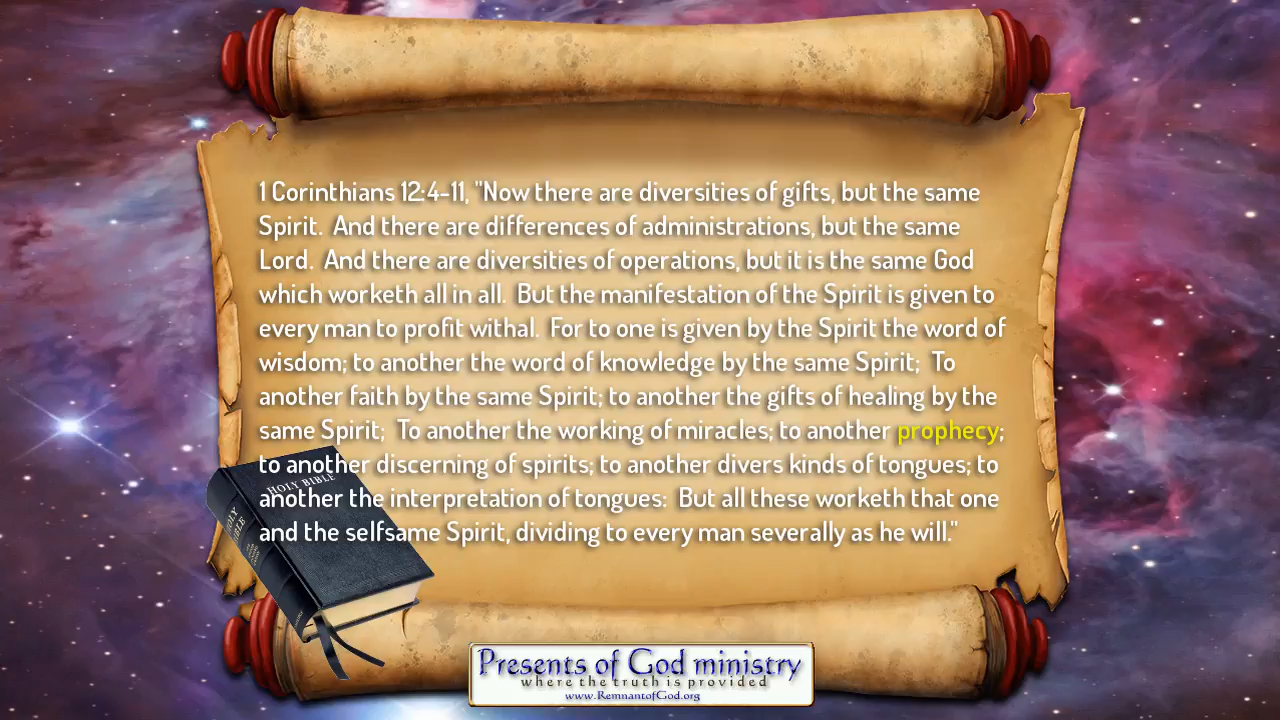 1 Corinthians 12:4-11, "Now there are diversities of gifts, but the same
Spirit.  And there are differences of administrations, but the same
Lord.  And there are diversities of operations, but it is the same God
which worketh all in all.  But the manifestation of the Spirit is given to
every man to profit withal.  For to one is given by the Spirit the word of
wisdom; to another the word of knowledge by the same Spirit;  To
another faith by the same Spirit; to another the gifts of healing by the
same Spirit;  To another the working of miracles; to another prophecy;
to another discerning of spirits; to another divers kinds of tongues; to
another the interpretation of tongues:  But all these worketh that one
and the selfsame Spirit, dividing to every man severally as he will."
HOLY BIBLE
HOLY
BIBLE
Presents of God ministry
where the truth is provided
www.RemnantofGod.org